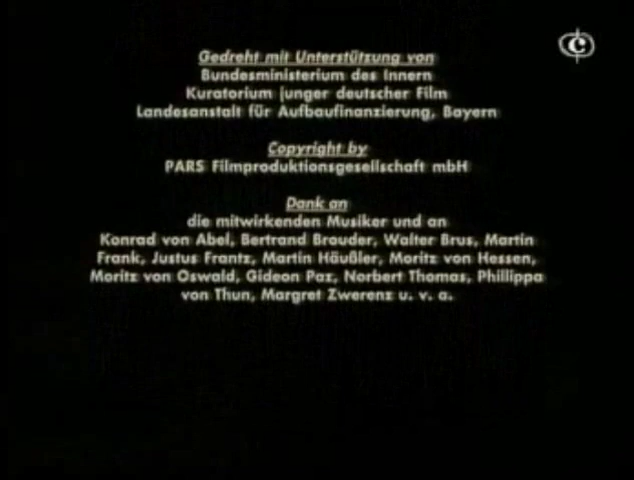 Gedreht mit Unterstützung von
Bundesministerium des Innern
Kuratorium junger deutscher Film
Landesanstalt für Aufbaufinanzierung, Bayern
Copyright by
PARS Filmproduktionsgesellschaft mbH
Dank an
die mitwirkenden Musiker und an
Konrad von Abel, Bertrand Brouder, Walter Brus, Martin
Frank, Justus Frantz, Martin Häußler, Moritz von Hessen,
Moritz von Oswald, Gideon Paz, Norbert Thomas, Phillippa
von Thun, Margret Zwerenz u. v. a.